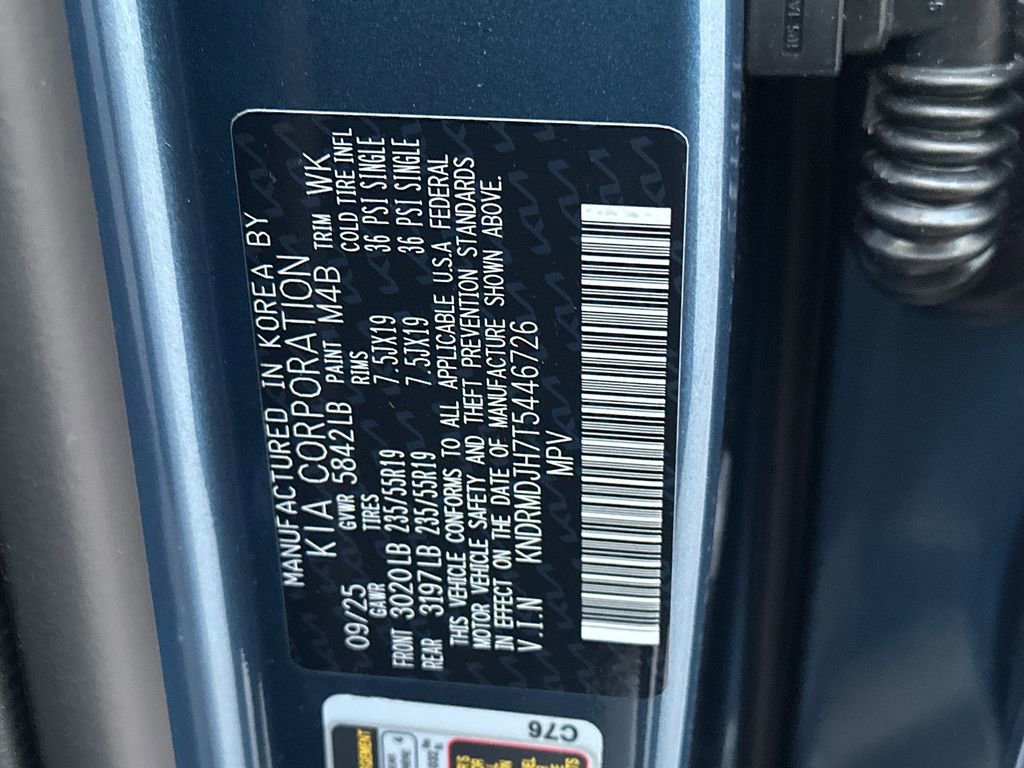 MANUFACTURED IN KOREA BY
KIA CORPORATION
09/25 GVWR 5842LB PAINT M4B TRIM WK
GAWR TIRES RIMS COLD TIRE INFL
FRONT 3020LB 235/55R19 7.5JX19 36 PSI SINGLE
REAR 3197LB 235/55R19 7.5JX19 36 PSI SINGLE
THIS VEHICLE CONFORMS TO ALL APPLICABLE U.S.A FEDERAL
MOTOR VEHICLE SAFETY AND THEFT PREVENTION STANDARDS
IN EFFECT ON THE DATE OF MANUFACTURE SHOWN ABOVE.
V.I.N KNDRMDJH7T5446726
MPV
C76